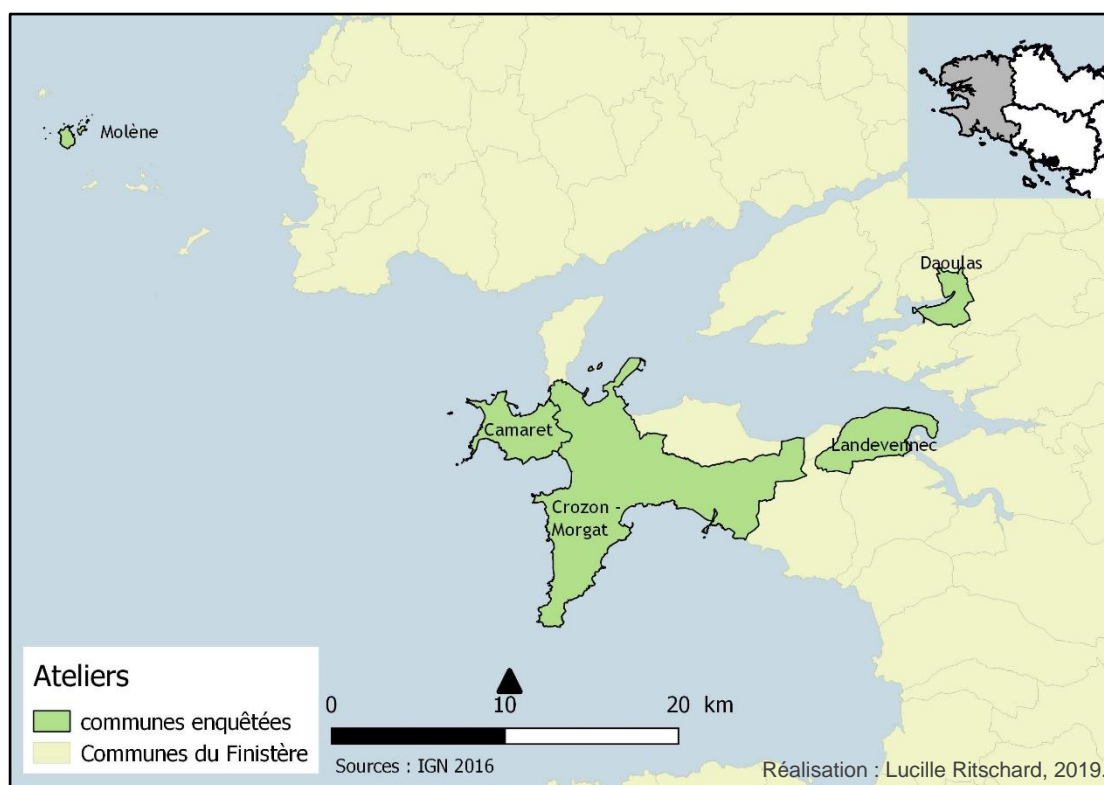 Molène
Daoulas
Camaret
Landevennec
Crozon -
Morgat
Ateliers
communes enquêtées
Communes du Finistère
0 10 20 km
Sources : IGN 2016
Réalisation : Lucille Ritschard, 2019.